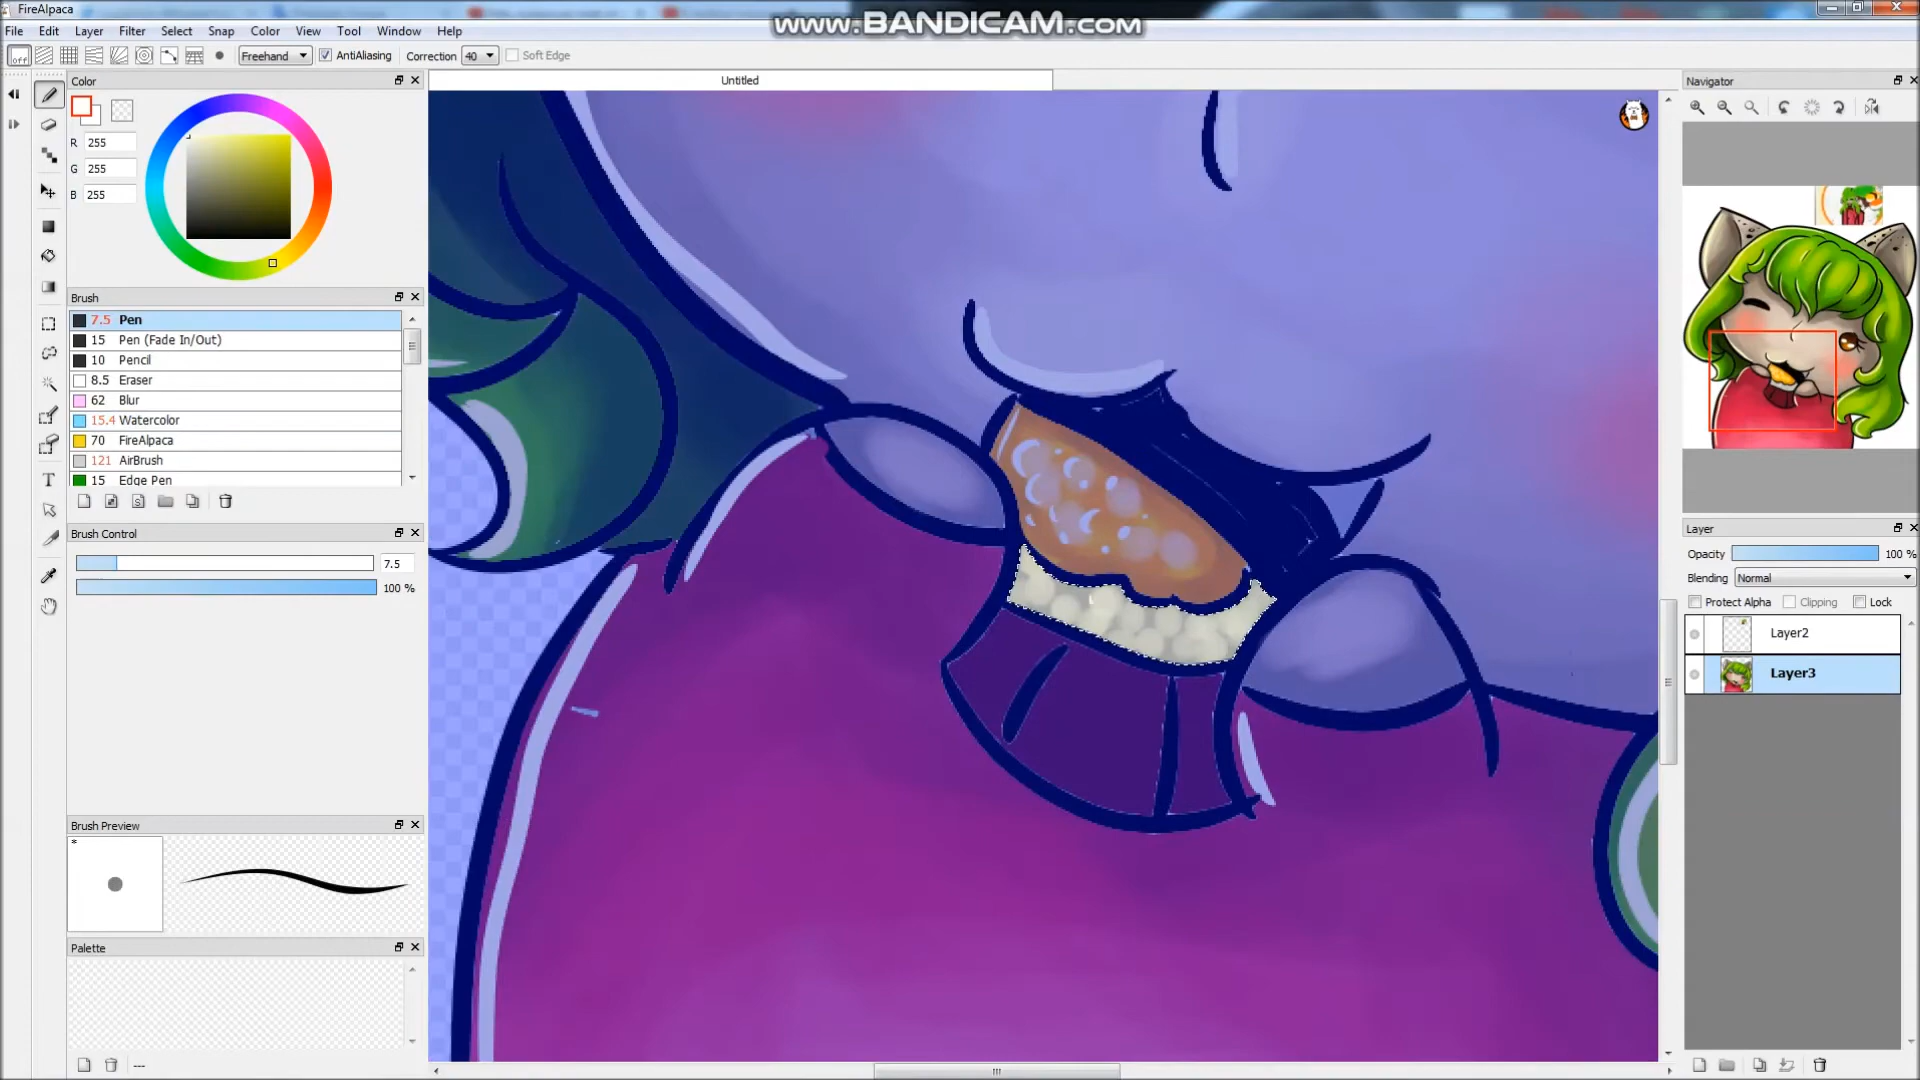 FireAlpaca
www.BANDICAM.com
File Edit Layer Filter Select Snap Color View Tool Window Help
off Freehand AntiAliasing Correction 40 Soft Edge
Color
Untitled
Navigator
R 255
G 255
B 255
Brush
7.5 Pen
15 Pen (Fade In/Out)
10 Pencil
8.5 Eraser
62 Blur
15.4 Watercolor
70 FireAlpaca
121 AirBrush
15 Edge Pen
Brush Control
7.5
100 %
Brush Preview
*
Palette
---
Layer
Opacity 100 %
Blending Normal
Protect Alpha Clipping Lock
Layer2
Layer3